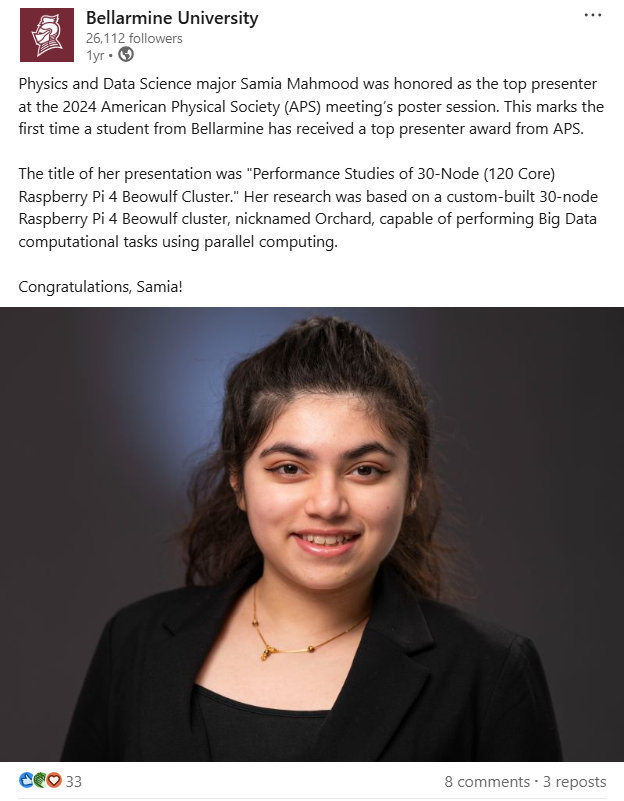 Bellarmine University
26,112 followers
1yr •
Physics and Data Science major Samia Mahmood was honored as the top presenter
at the 2024 American Physical Society (APS) meeting's poster session. This marks the
first time a student from Bellarmine has received a top presenter award from APS.
The title of her presentation was "Performance Studies of 30-Node (120 Core)
Raspberry Pi 4 Beowulf Cluster." Her research was based on a custom-built 30-node
Raspberry Pi 4 Beowulf cluster, nicknamed Orchard, capable of performing Big Data
computational tasks using parallel computing.
Congratulations, Samia!
33
8 comments · 3 reposts